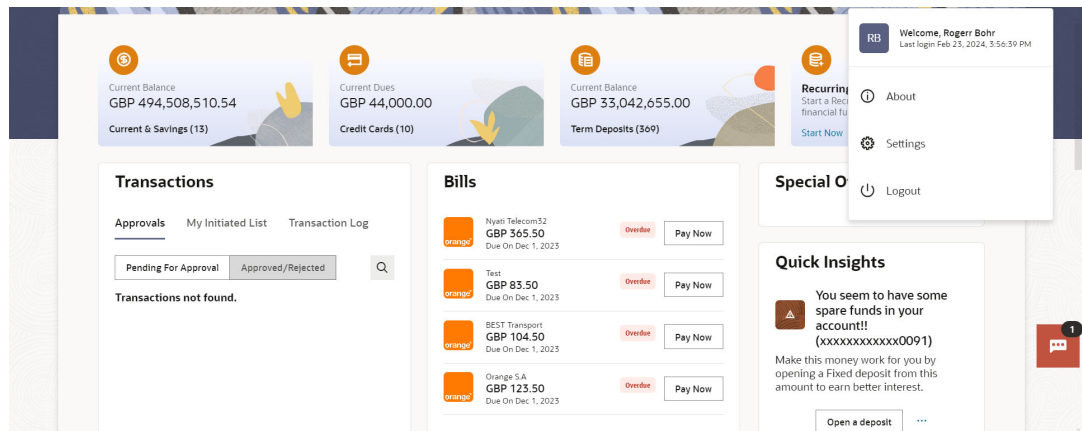 RB
Welcome, Rogerr Bohr
Last login Feb 23, 2024, 3:56:39 PM
About
Settings
Logout
Current Balance
GBP 494,508,510.54
Current & Savings (13)
Current Dues
GBP 44,000.00
Credit Cards (10)
Current Balance
GBP 33,042,655.00
Term Deposits (369)
Recurring
Start a Rec
financial fu
Start Now
Transactions
Approvals My Initiated List Transaction Log
Pending For Approval Approved/Rejected
Transactions not found.
Bills
orange
Nyati Telecom32
GBP 365.50
Due On Dec 1, 2023
Overdue
Pay Now
orange
Test
GBP 83.50
Due On Dec 1, 2023
Overdue
Pay Now
orange
BEST Transport
GBP 104.50
Due On Dec 1, 2023
Overdue
Pay Now
orange
Orange S.A
GBP 123.50
Due On Dec 1, 2023
Overdue
Pay Now
Special O
Quick Insights
You seem to have some
spare funds in your
account!!
(xxxxxxxxxxxx0091)
Make this money work for you by
opening a Fixed deposit from this
amount to earn better interest.
Open a deposit ...
1